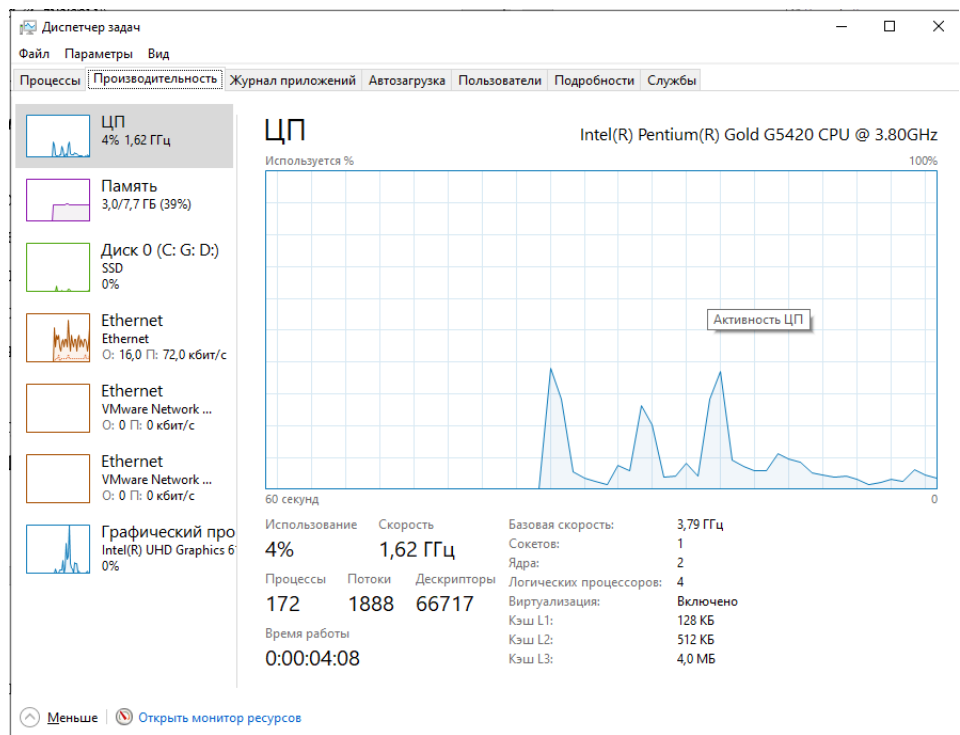 Диспетчер задач
Файл Параметры Вид
Процессы Производительность Журнал приложений Автозагрузка Пользователи Подробности Службы
ЦП
4% 1,62 ГГц
Память
3,0/7,7 ГБ (39%)
Диск 0 (C: G: D:)
SSD
0%
Ethernet
Ethernet
О: 16,0 П: 72,0 кбит/с
Ethernet
VMware Network ...
О: 0 П: 0 кбит/с
Ethernet
VMware Network ...
О: 0 П: 0 кбит/с
Графический про
Intel(R) UHD Graphics 6
0%
ЦП
Intel(R) Pentium(R) Gold G5420 CPU @ 3.80GHz
Используется %
100%
Активность ЦП
60 секунд
0
Использование Скорость
4% 1,62 ГГц
Процессы Потоки Дескрипторы
172 1888 66717
Время работы
0:00:04:08
Базовая скорость: 3,79 ГГц
Сокетов: 1
Ядра: 2
Логических процессоров: 4
Виртуализация: Включено
Кэш L1: 128 КБ
Кэш L2: 512 КБ
Кэш L3: 4,0 МБ
Меньше
Открыть монитор ресурсов